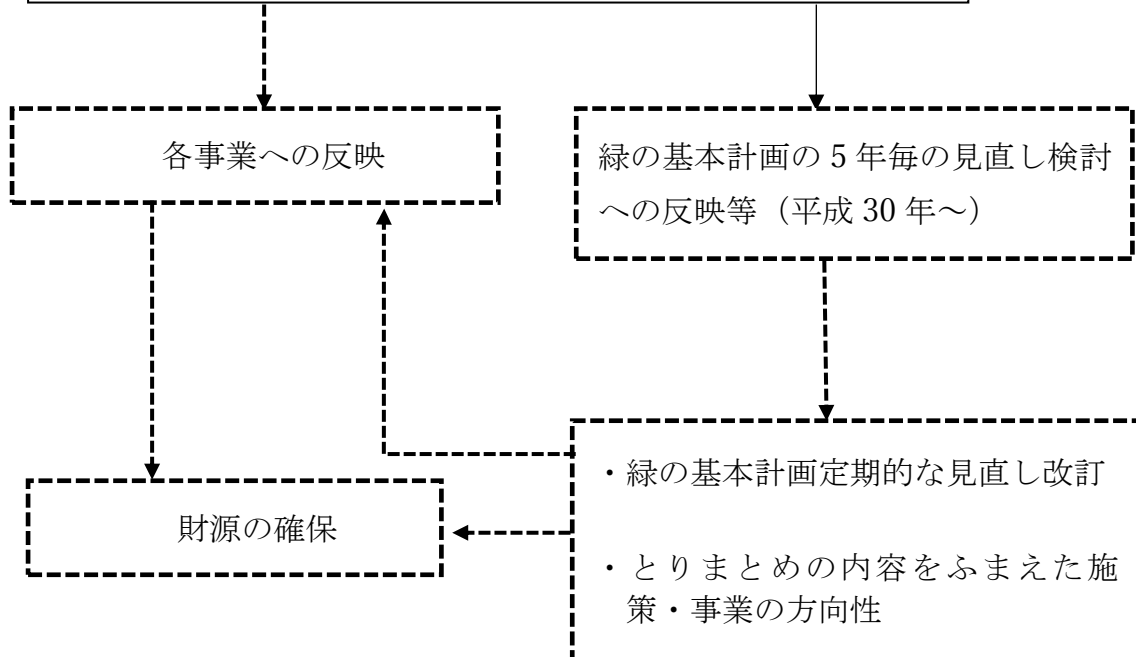 各事業への反映
緑の基本計画の 5 年毎の見直し検討
への反映等（平成 30 年～）
・緑の基本計画定期的な見直し改訂
財源の確保
・とりまとめの内容をふまえた施
策・事業の方向性